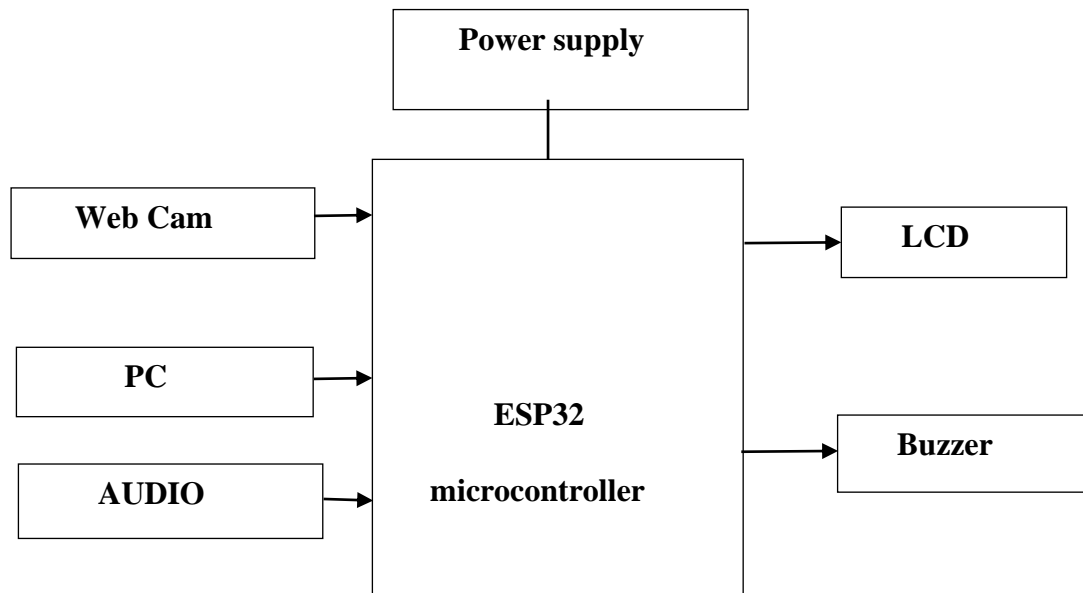 Power supply
Web Cam
LCD
PC
ESP32
microcontroller
Buzzer
AUDIO